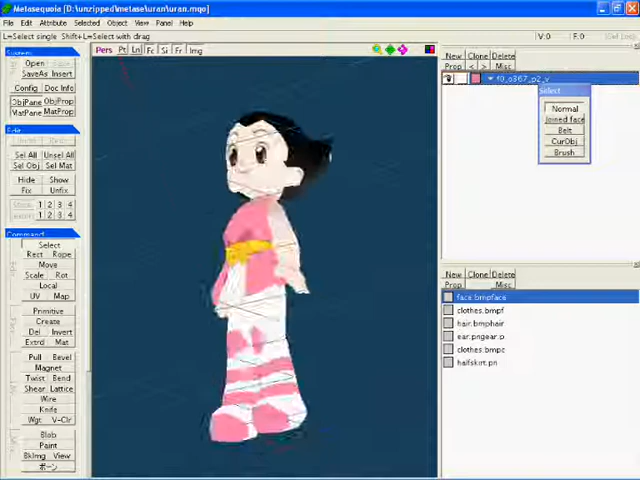 Metasequoia [D:\unzipped\metase\uran\uran.mqo]
File Edit Attribute Selected Object View Panel Help
L=Select single Drag=Select with drag V:0 F:0
System
Open
SaveAs Insert
Config Doc Info
ObjPane ObjProp
MatPane MatProp
Edit
Sel All Unsel All
Sel Obj Sel Mat
Hide Show
Fix Unfix
1 2 3 4
1 2 3 4
Command
Select
Rect Rope
Move
Scale Rot
Local
UV Map
Primitive
Create
Del Invert
Extrd Mat
Pull Bevel
Magnet
Twist Bend
Shear Lattice
Wire
Knife
Wgt V-Clr
Blob
Paint
BkImg View
ボーン
Pers Pt Ln Fc Si Fr Img
New Clone Delete
Prop < > Misc
f0_o367_p2_v
Select
Normal
Joined face
Belt
CurObj
Brush
New Clone Delete
Prop Misc
face.bmpface
clothes.bmpf
hair.bmphair
ear.pngear.p
clothes.bmpc
halfskirt.pn